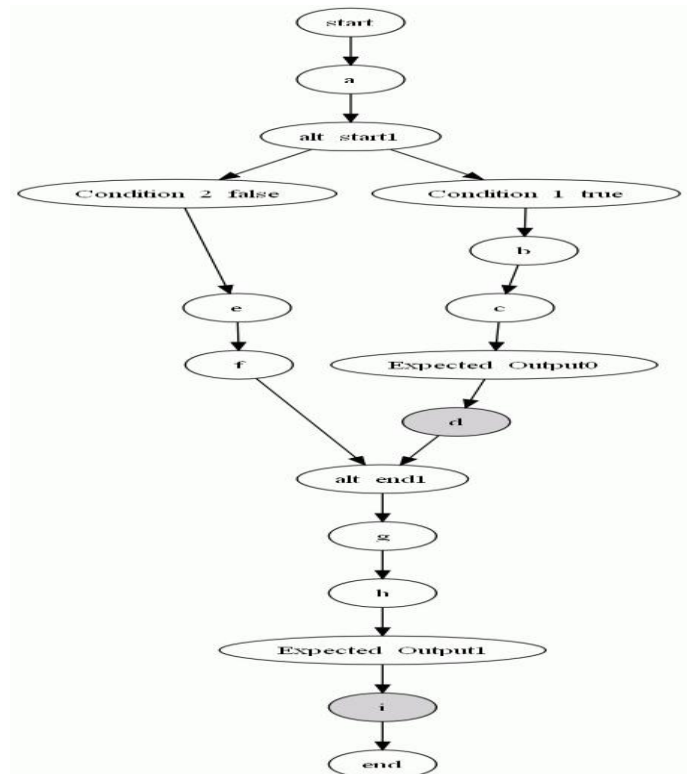 start
a
alt start1
Condition 2 false
Condition 1 true
b
e
c
f
Expected Output0
d
alt end1
g
h
Expected Output1
i
end